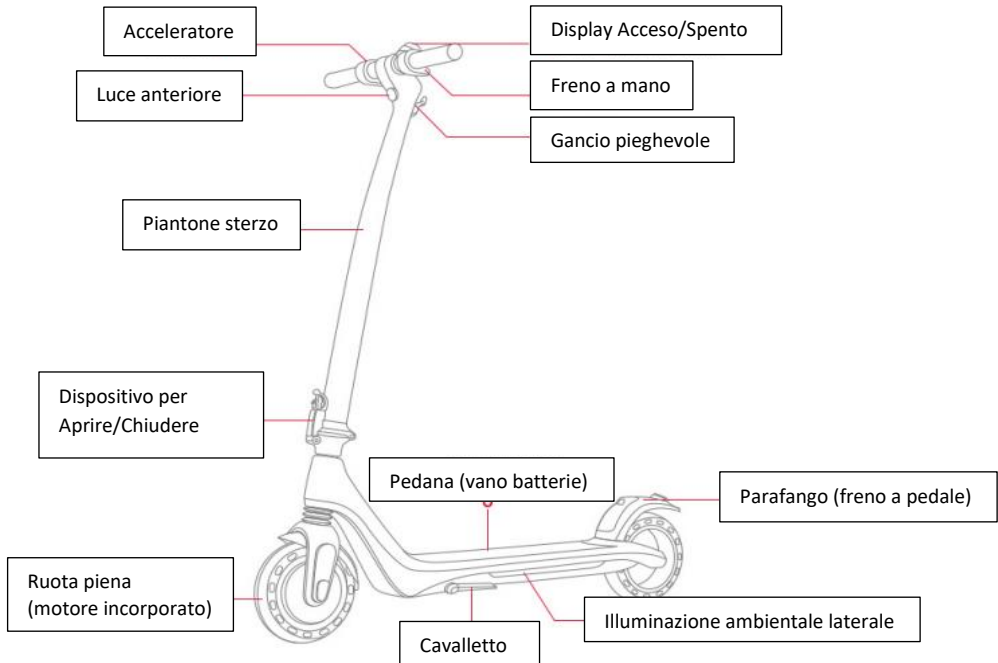 Acceleratore
Display Acceso/Spento
Luce anteriore
Freno a mano
Gancio pieghevole
Piantone sterzo
Dispositivo per
Aprire/Chiudere
Pedana (vano batterie)
Parafango (freno a pedale)
Ruota piena
(motore incorporato)
Illuminazione ambientale laterale
Cavalletto